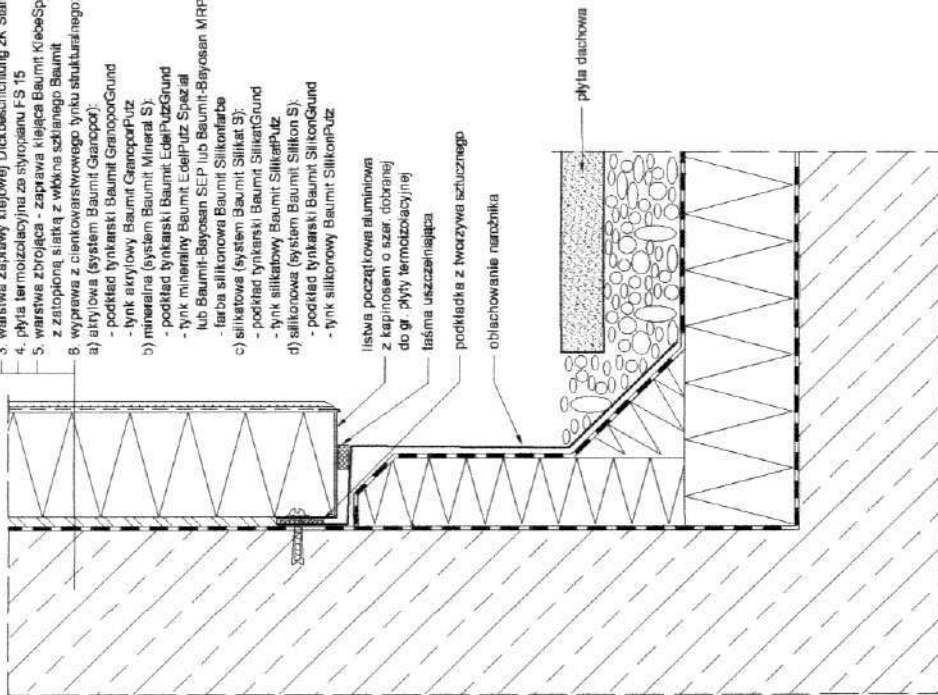 3. warstwa zaprawy klejowej Dickbeschichtung 2K
4. płyta termoizolacyjna ze styropianu FS 15
5. warstwa zbrojąca - zaprawa klejąca Baumit
z zatopioną siatką z włókna szklanego Baumit
6. wyprawa z cienkowarstwowego tynku strukturalnego:
a) akrylowa (system Baumit Granopor):
- podkład tynkarski Baumit GranoporGrund
- tynk akrylowy Baumit GranoporPutz
b) mineralna (system Baumit Mineral S):
- podkład tynkarski Baumit EdelPutzGrund
- tynk mineralny Baumit EdelPutz Spezial
lub Baumit-Bayosan SEP lub Baumit-Bayosan MRP
- farba silikonowa Baumit Silikonfarbe
c) silikatowa (system Baumit Silikat S):
- podkład tynkarski Baumit SilikatGrund
- tynk silikatowy Baumit SilikatPutz
d) silikonowa (system Baumit Silikon S):
- podkład tynkarski Baumit SilikonGrund
- tynk silikonowy Baumit SilikonPutz
listwa początkowa aluminiowa
z kapinosem o szer. dobranej
do gr. płyty termoizolacyjnej
taśma uszczelniająca
podkładka z tworzywa sztucznego
oblachowanie narożnika
płyta dachowa